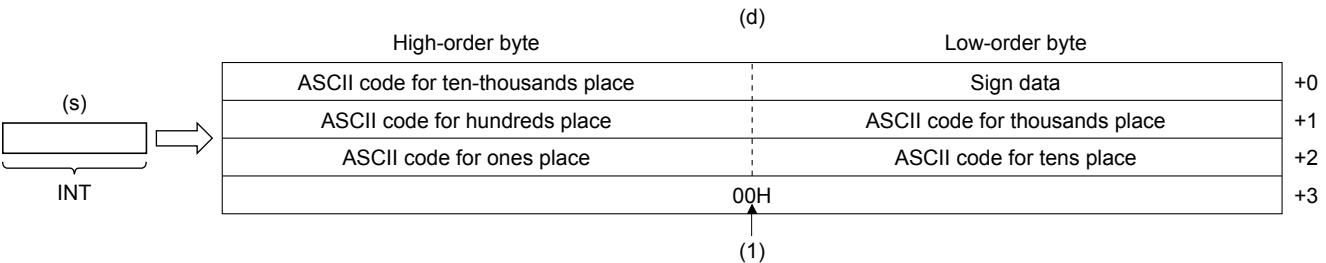 (d)
High-order byte Low-order byte
ASCII code for ten-thousands place Sign data +0
(s)
ASCII code for hundreds place ASCII code for thousands place +1
ASCII code for ones place ASCII code for tens place +2
INT
00H +3
(1)